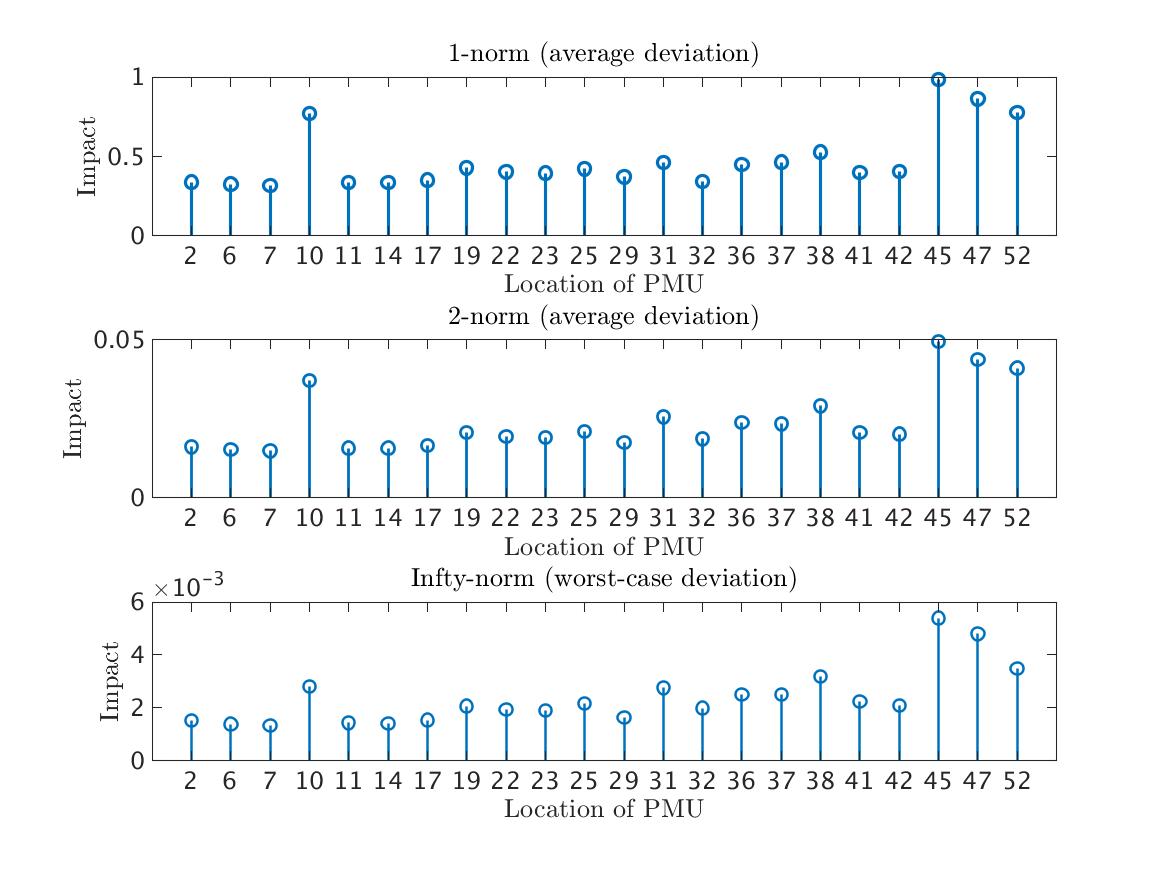 1-norm (average deviation)
1
0.5
0
Impact
2 6 7 10 11 14 17 19 22 23 25 29 31 32 36 37 38 41 42 45 47 52
Location of PMU
2-norm (average deviation)
0.05
0
Impact
2 6 7 10 11 14 17 19 22 23 25 29 31 32 36 37 38 41 42 45 47 52
Location of PMU
Infty-norm (worst-case deviation)
×10⁻³
6
4
2
0
Impact
2 6 7 10 11 14 17 19 22 23 25 29 31 32 36 37 38 41 42 45 47 52
Location of PMU